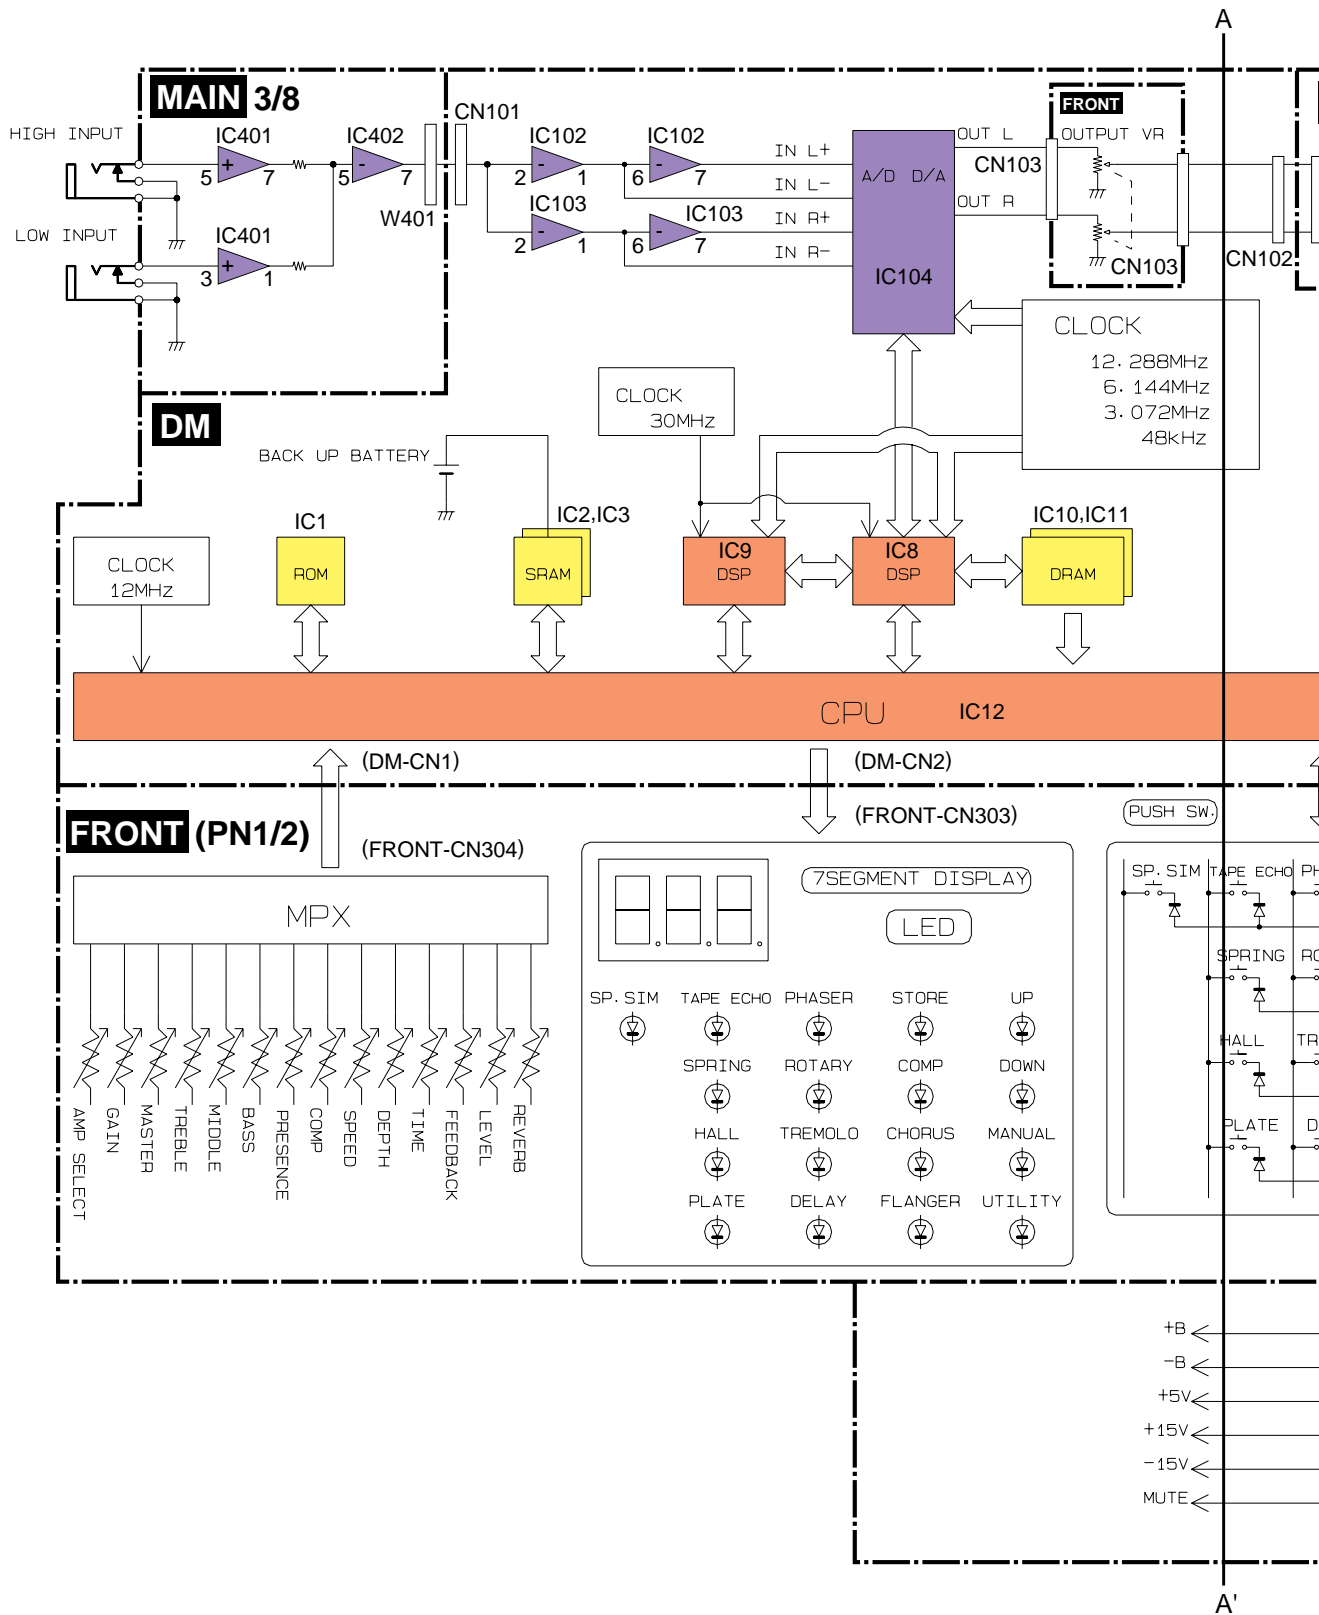 A
MAIN 3/8
HIGH INPUT
IC401
+
5
7
IC402
-
5
7
W401
CN101
LOW INPUT
IC401
+
3
1
IC102
-
2
1
IC102
-
6
7
IC103
-
2
1
IC103
-
6
7
IN L+
IN L-
IN R+
IN R-
A/D D/A
IC104
OUT L
OUT R
CN103
FRONT
OUTPUT VR
CN103
CN102
CLOCK
12.288MHz
6.144MHz
3.072MHz
48kHz
CLOCK
30MHz
DM
BACK UP BATTERY
CLOCK
12MHz
IC1
ROM
IC2,IC3
SRAM
IC9
DSP
IC8
DSP
IC10,IC11
DRAM
CPU IC12
(DM-CN1)
(DM-CN2)
FRONT (PN1/2)
(FRONT-CN304)
(FRONT-CN303)
MPX
AMP SELECT
GAIN
MASTER
TREBLE
MIDDLE
BASS
PRESENCE
COMP
SPEED
DEPTH
TIME
FEEDBACK
LEVEL
REVERB
7SEGMENT DISPLAY
LED
SP.SIM TAPE ECHO PHASER STORE UP
SPRING ROTARY COMP DOWN
HALL TREMOLO CHORUS MANUAL
PLATE DELAY FLANGER UTILITY
PUSH SW.
SP.SIM TAPE ECHO PH
SPRING RO
HALL TR
PLATE D
+B
-B
+5V
+15V
-15V
MUTE
A'